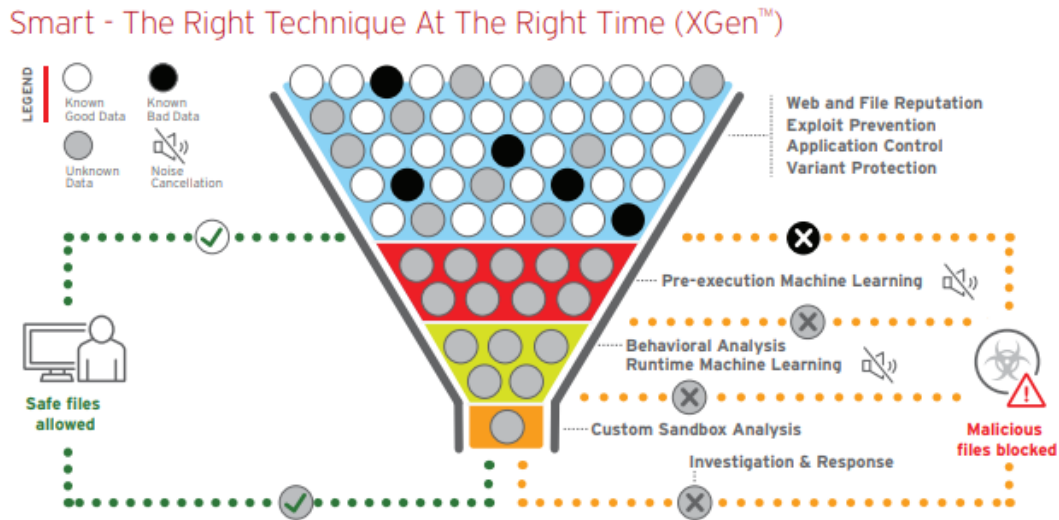 Smart - The Right Technique At The Right Time (XGen™)
LEGEND
Known
Good Data
Known
Bad Data
Unknown
Data
Noise
Cancellation
Web and File Reputation
Exploit Prevention
Application Control
Variant Protection
Pre-execution Machine Learning
Behavioral Analysis
Runtime Machine Learning
Safe files
allowed
Custom Sandbox Analysis
Malicious
files blocked
Investigation & Response